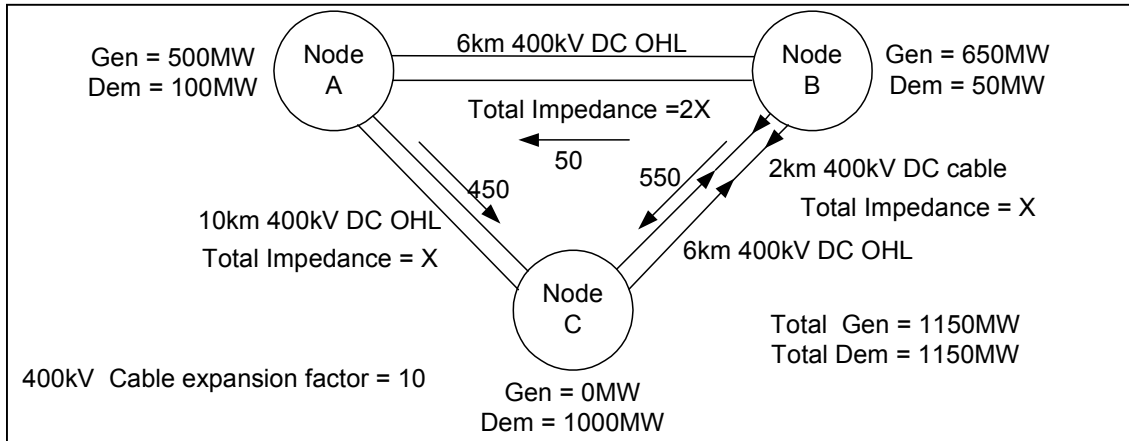 Node
A
Gen = 500MW
Dem = 100MW
6km 400kV DC OHL
Total Impedance =2X
50
Node
B
Gen = 650MW
Dem = 50MW
450
550
2km 400kV DC cable
Total Impedance = X
10km 400kV DC OHL
Total Impedance = X
6km 400kV DC OHL
Node
C
Total Gen = 1150MW
Total Dem = 1150MW
400kV Cable expansion factor = 10
Gen = 0MW
Dem = 1000MW